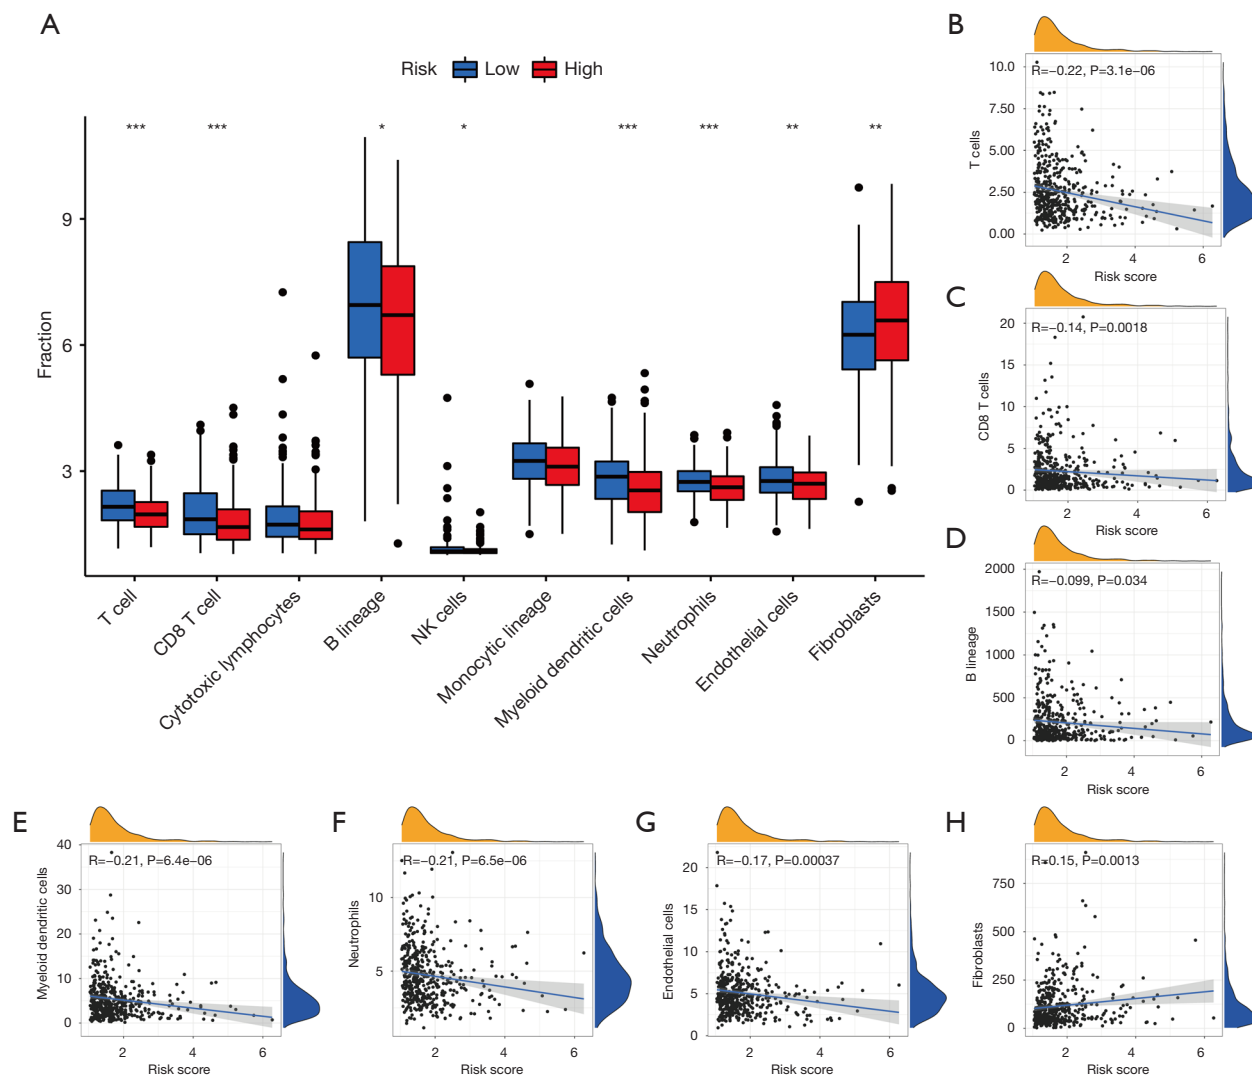 A
Risk Low High
*** *** * * *** *** ** **
Fraction
9
6
3
T cell
CD8 T cell
Cytotoxic lymphocytes
B lineage
NK cells
Monocytic lineage
Myeloid dendritic cells
Neutrophils
Endothelial cells
Fibroblasts
B
R=−0.22, P=3.1e−06
T cells
10.0
7.50
5.00
2.50
0.00
2 4 6
Risk score
C
R=−0.14, P=0.0018
CD8 T cells
20
15
10
5
0
2 4 6
Risk score
D
R=−0.099, P=0.034
B lineage
2000
1500
1000
500
0
2 4 6
Risk score
E
R=−0.21, P=6.4e−06
Myeloid dendritic cells
40
30
20
10
0
2 4 6
Risk score
F
R=−0.21, P=6.5e−06
Neutrophils
10
5
2 4 6
Risk score
G
R=−0.17, P=0.00037
Endothelial cells
20
15
10
5
0
2 4 6
Risk score
H
R=0.15, P=0.0013
Fibroblasts
750
500
250
0
2 4 6
Risk score